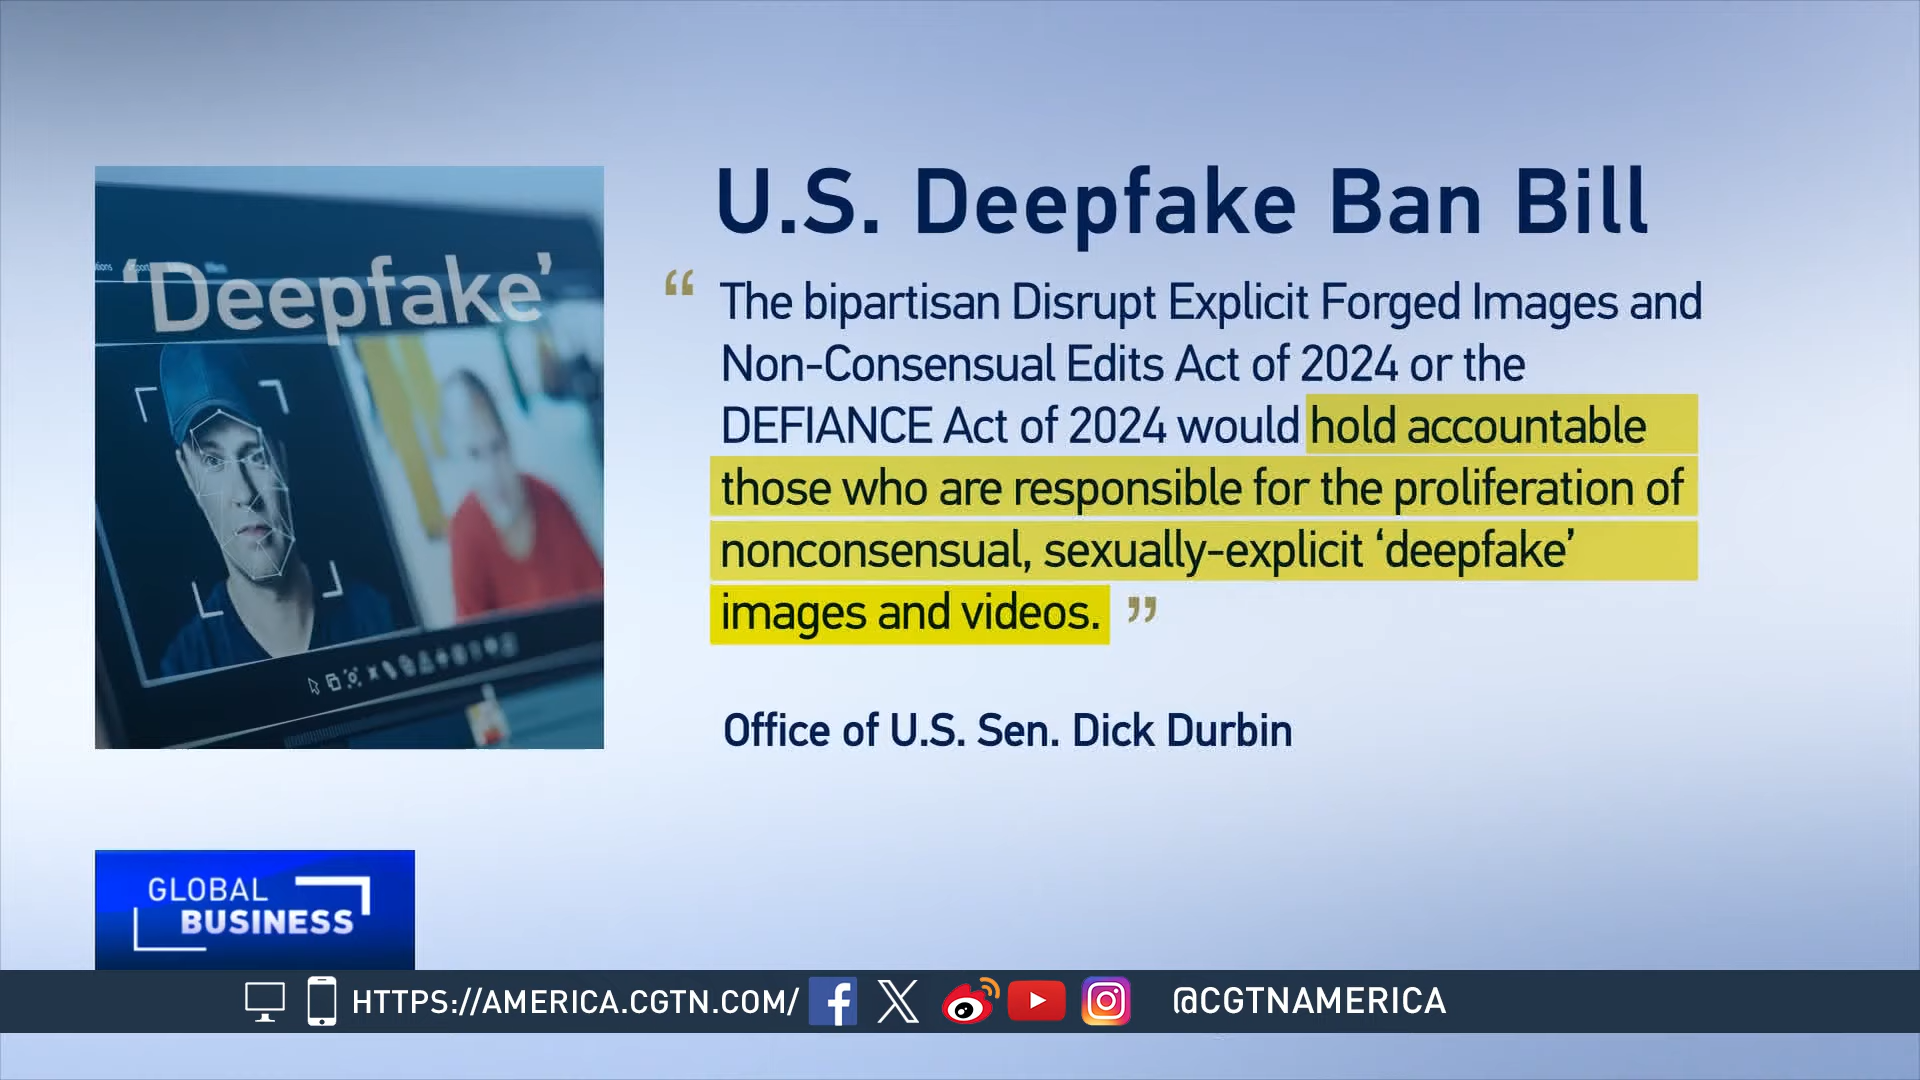 U.S. Deepfake Ban Bill
'Deepfake'
“ The bipartisan Disrupt Explicit Forged Images and
Non-Consensual Edits Act of 2024 or the
DEFIANCE Act of 2024 would hold accountable
those who are responsible for the proliferation of
nonconsensual, sexually-explicit ‘deepfake’
images and videos. ”
Office of U.S. Sen. Dick Durbin
GLOBAL
BUSINESS
HTTPS://AMERICA.CGTN.COM/ @CGTNAMERICA